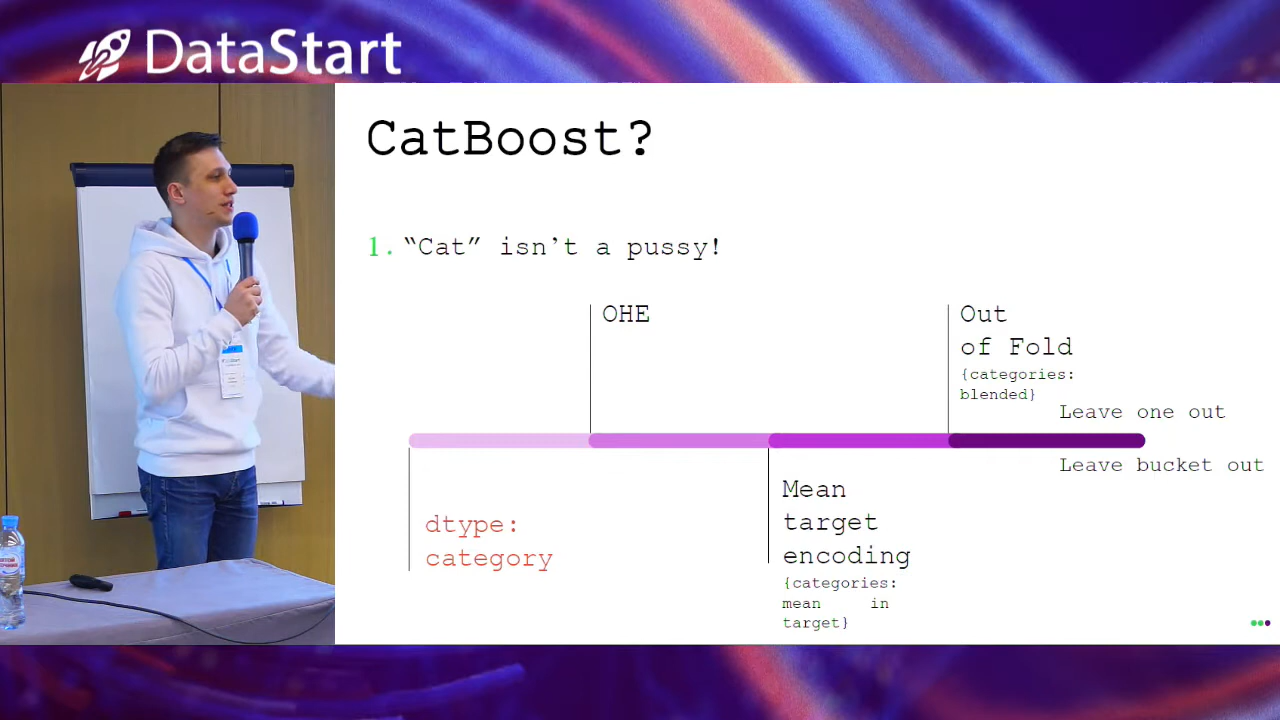 DataStart
CatBoost?
1. “Cat” isn’t a pussy!
OHE
Out
of Fold
{categories:
blended}
Leave one out
Leave bucket out
dtype:
category
Mean
target
encoding
{categories:
mean in
target}